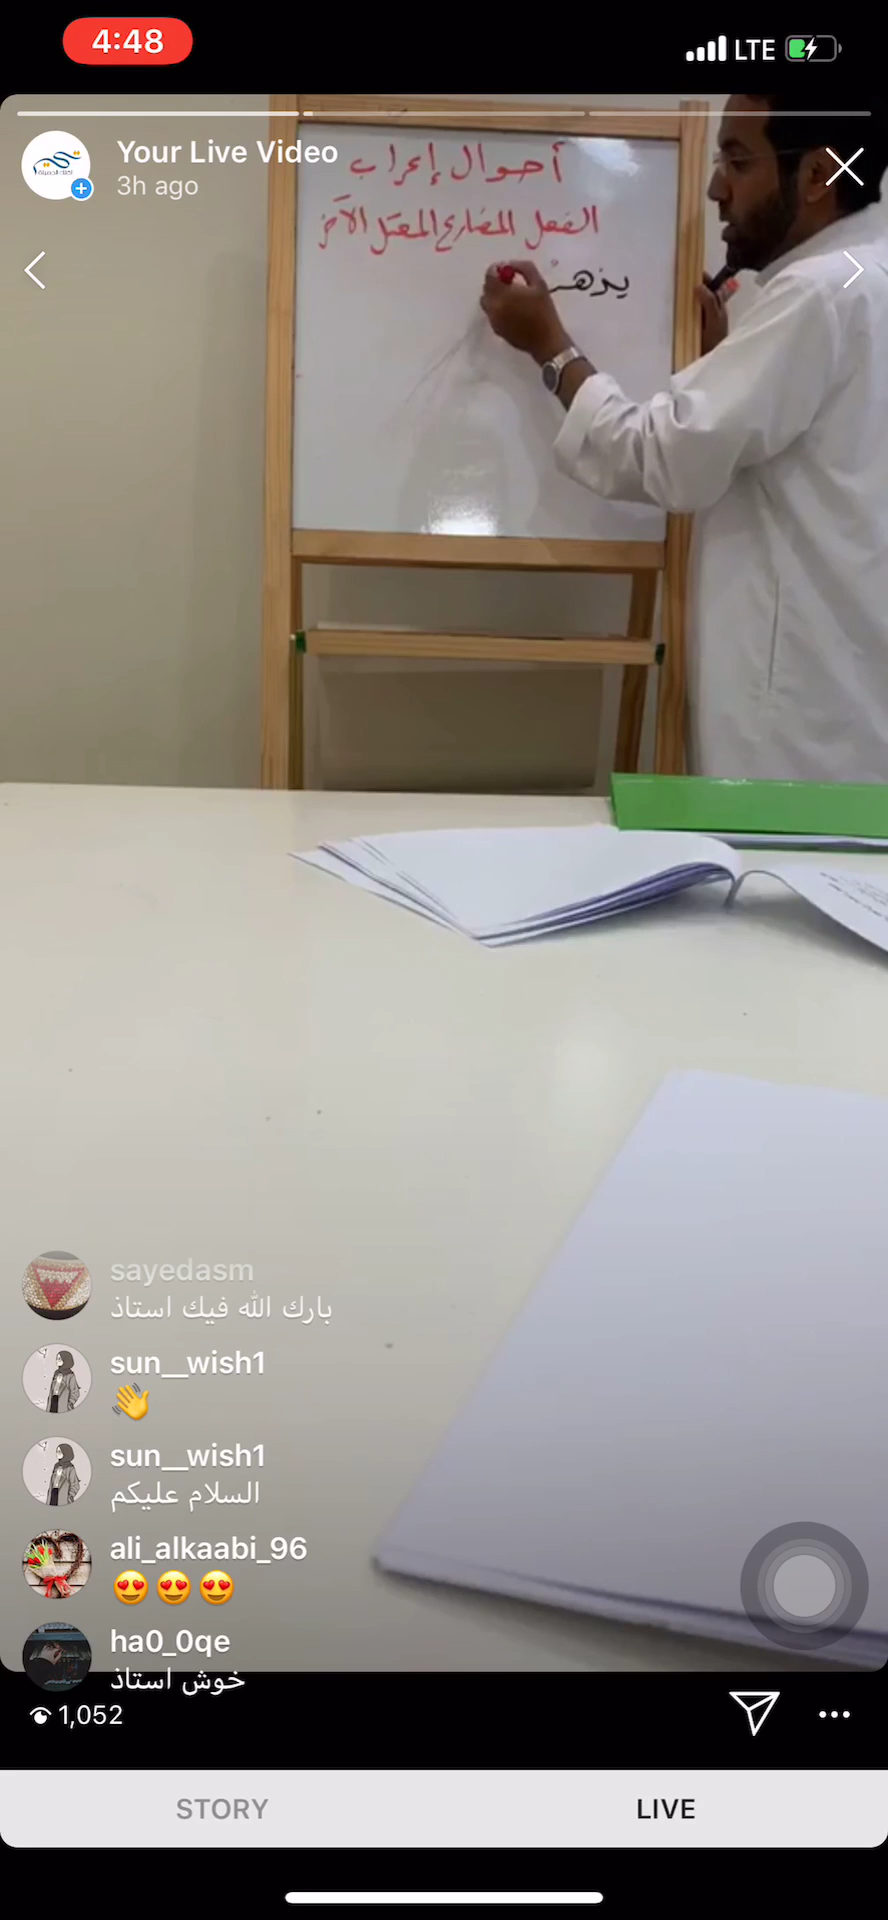 4:48
LTE
Your Live Video
3h ago
أحوال إعراب
الفعل المضارع المعتل الآخر
sayedasm
بارك الله فيك استاذ
sun__wish1
👋
sun__wish1
السلام عليكم
ali_alkaabi_96
😍😍😍
ha0_0qe
خوش استاذ
1,052
STORY
LIVE